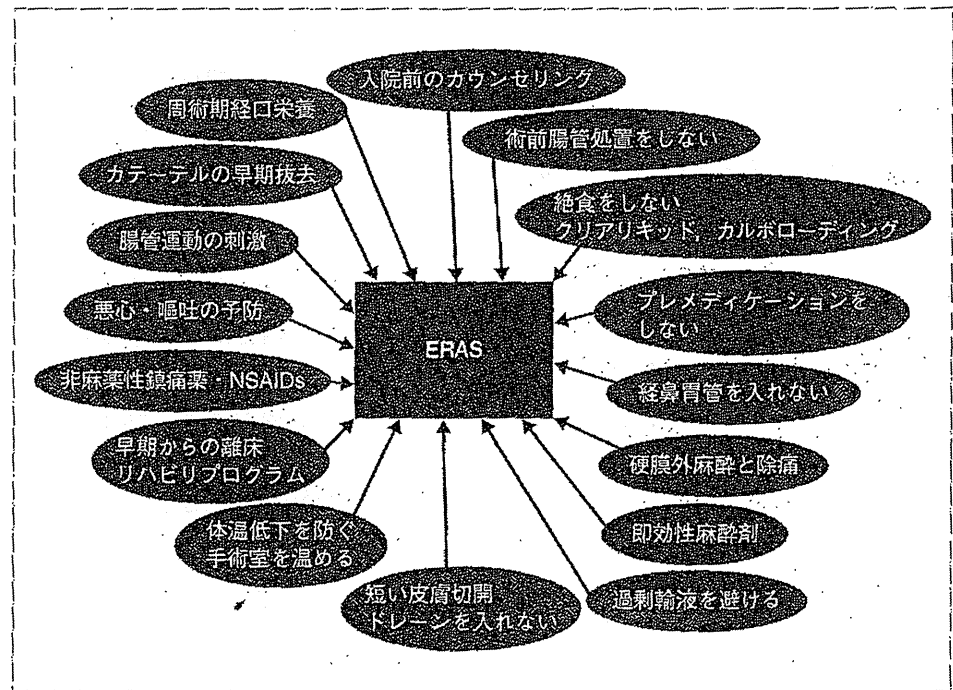 入院前のカウンセリング
周術期経口栄養
術前腸管処置をしない
カテーテルの早期抜去
絶食をしない
クリアリキッド，カルボローディング
腸管運動の刺激
悪心・嘔吐の予防
プレメディケーションを
しない
ERAS
非麻薬性鎮痛薬・NSAIDs
経鼻胃管を入れない
早期からの離床
リハビリプログラム
硬膜外麻酔と除痛
体温低下を防ぐ
手術室を温める
即効性麻酔剤
短い皮膚切開
ドレーンを入れない
過剰輸液を避ける